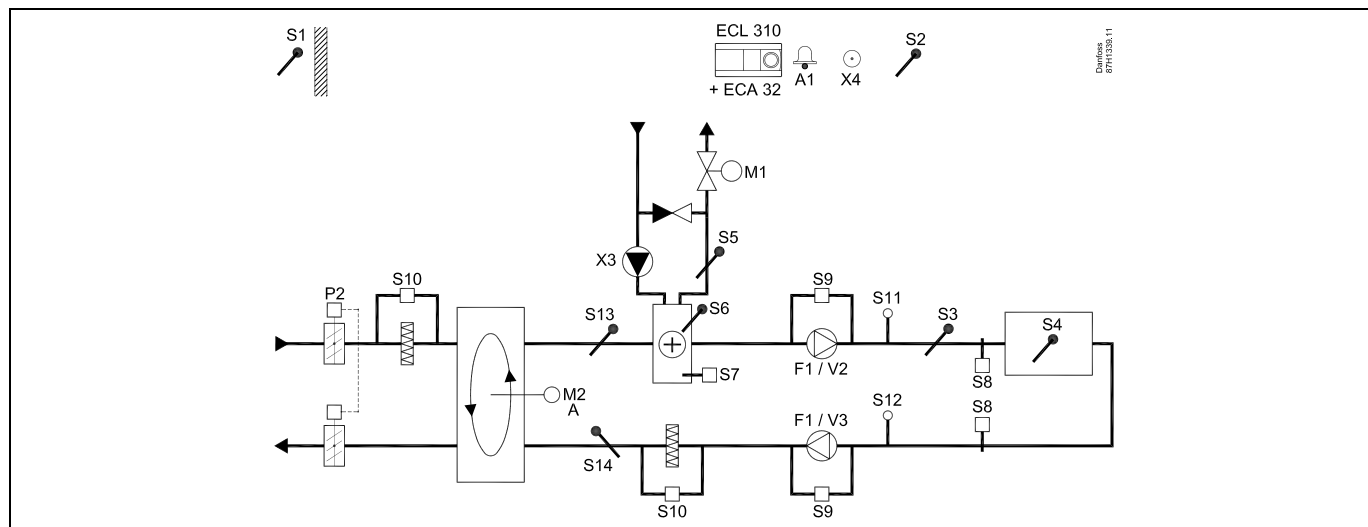 S1
ECL 310
+ ECA 32
A1
X4
S2
Danfoss
87H1339.11
M1
S5
X3
S10
P2
S13
S6
S9
S11
S3
S4
F1 / V2
S7
S8
M2
A
S12
S8
F1 / V3
S14
S10
S9